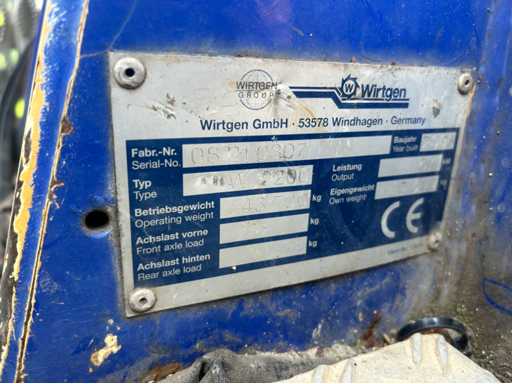 WIRTGEN
GROUP
Wirtgen
Wirtgen GmbH · 53578 Windhagen · Germany
Fabr.-Nr.
Serial-No.
Baujahr
Year built
Typ
Type
Leistung
Output
Betriebsgewicht
Operating weight
kg
Eigengewicht
Own weight
kg
Achslast vorne
Front axle load
kg
Achslast hinten
Rear axle load
kg
CE